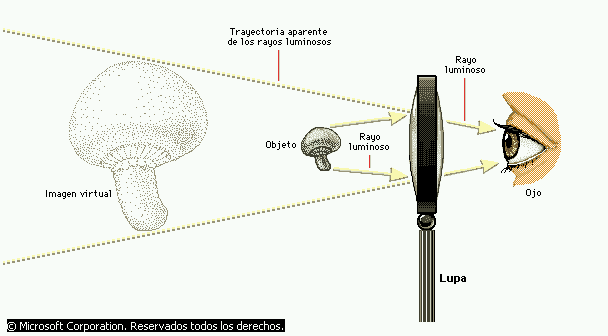 Trayectoria aparente
de los rayos luminosos
Rayo
luminoso
Objeto
Rayo
luminoso
Imagen virtual
Ojo
Lupa
© Microsoft Corporation. Reservados todos los derechos.